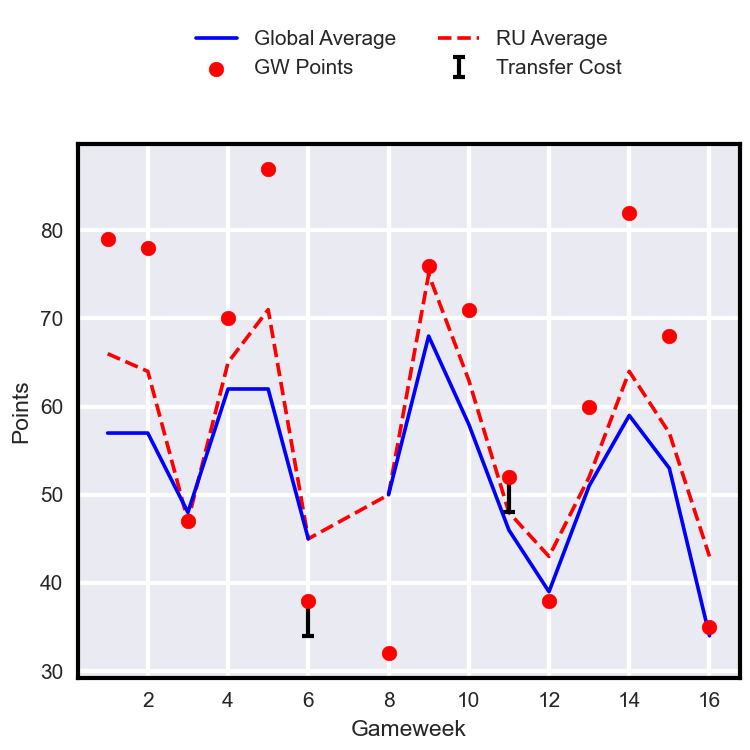 Global Average
RU Average
GW Points
Transfer Cost
Points
80
70
60
50
40
30
2 4 6 8 10 12 14 16
Gameweek